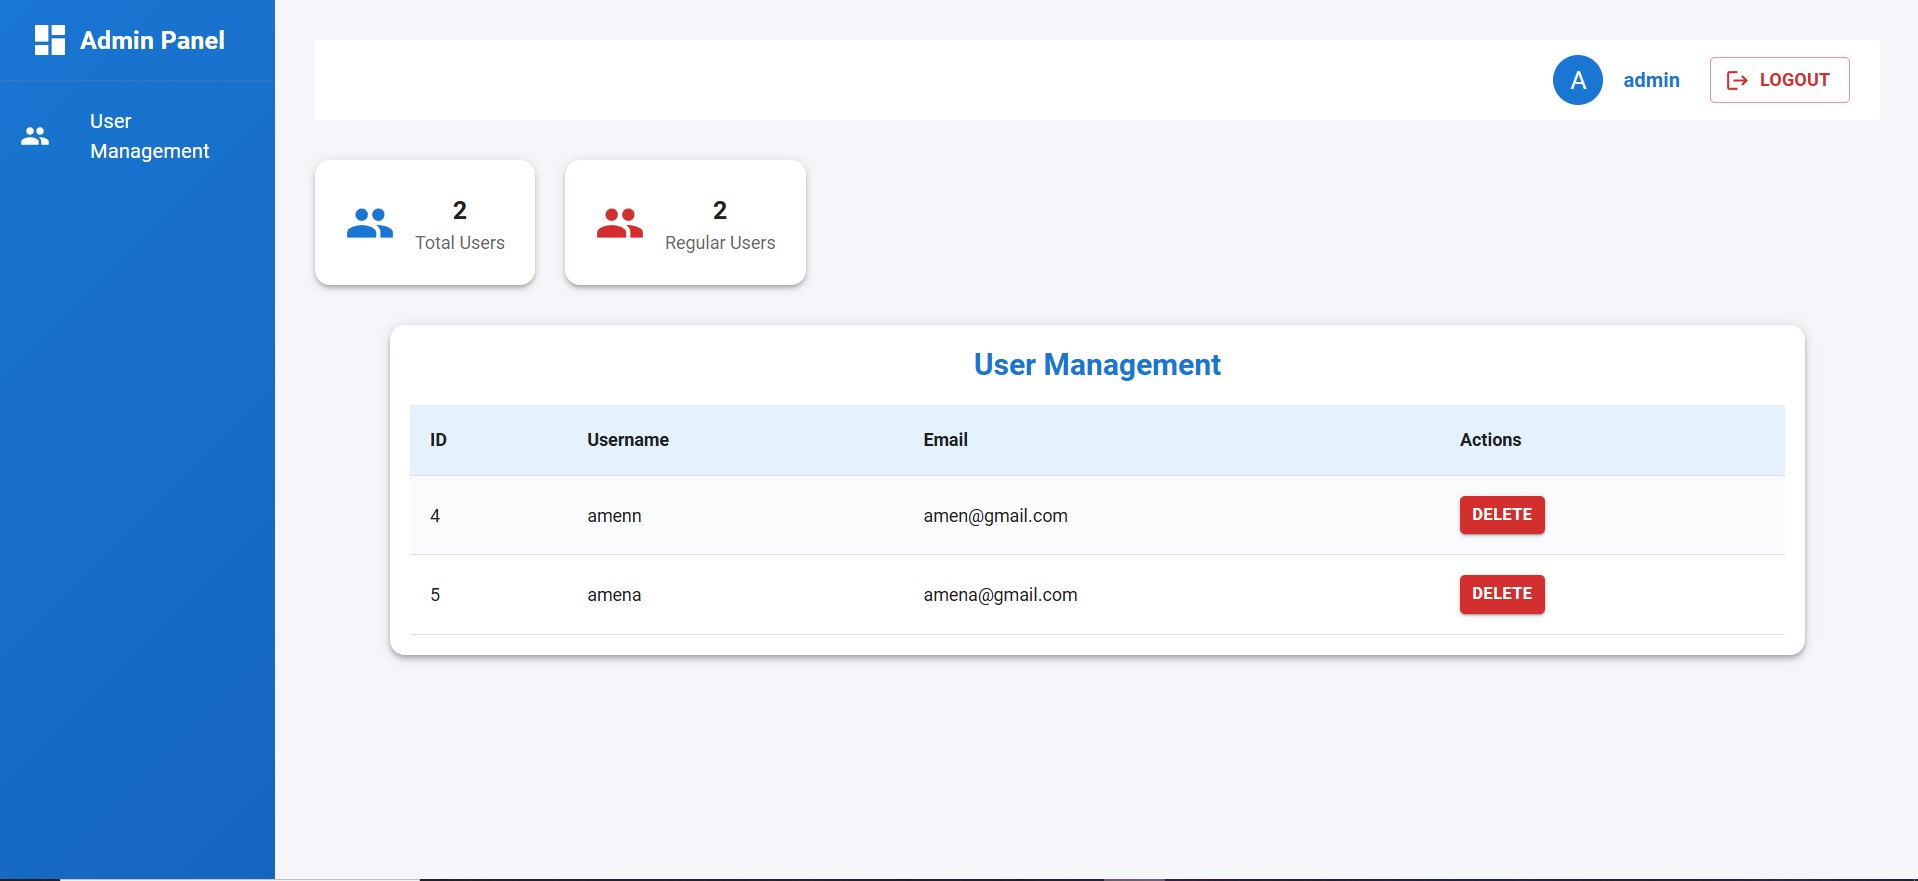 Admin Panel
User
Management
A
admin
LOGOUT
2
Total Users
2
Regular Users
User Management
ID Username Email Actions
4 amenn amen@gmail.com DELETE
5 amena amena@gmail.com DELETE